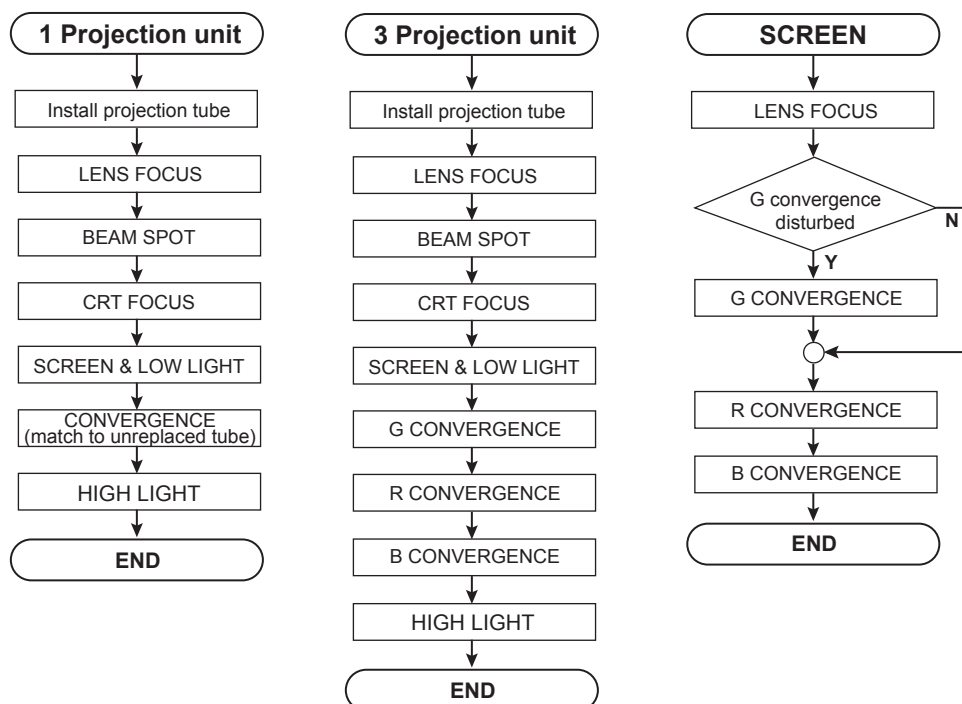 1 Projection unit
Install projection tube
LENS FOCUS
BEAM SPOT
CRT FOCUS
SCREEN & LOW LIGHT
CONVERGENCE
(match to unreplaced tube)
HIGH LIGHT
END
3 Projection unit
Install projection tube
LENS FOCUS
BEAM SPOT
CRT FOCUS
SCREEN & LOW LIGHT
G CONVERGENCE
R CONVERGENCE
B CONVERGENCE
HIGH LIGHT
END
SCREEN
LENS FOCUS
G convergence
disturbed
N
Y
G CONVERGENCE
R CONVERGENCE
B CONVERGENCE
END